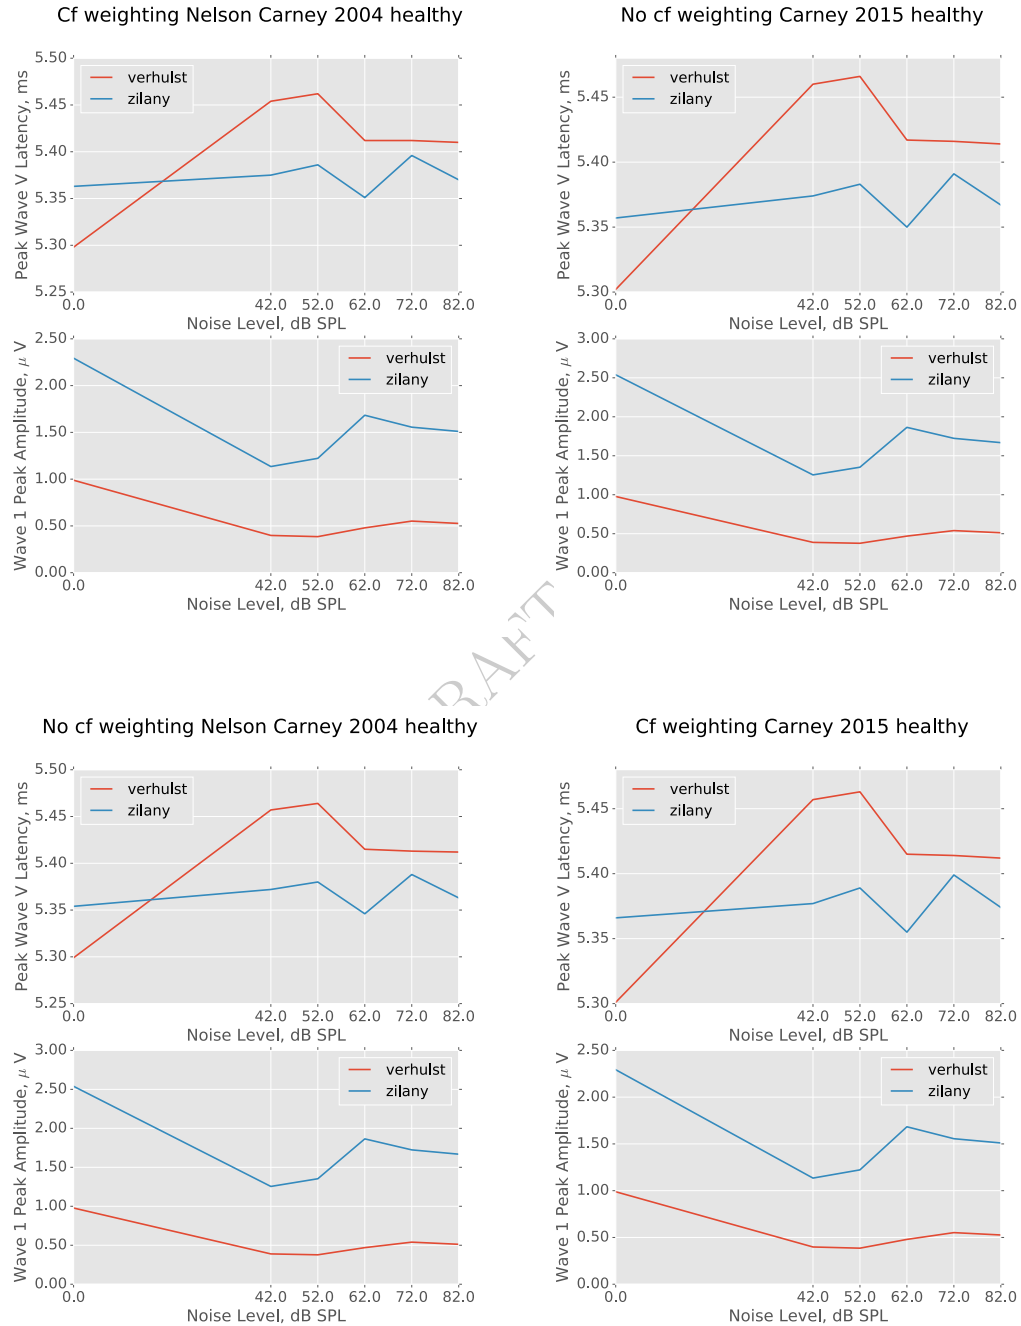 Cf weighting Nelson Carney 2004 healthy
5.50
5.45
5.40
5.35
5.30
5.25
Peak Wave V Latency, ms
verhulst
zilany
0.0 42.0 52.0 62.0 72.0 82.0
Noise Level, dB SPL
2.50
2.00
1.50
1.00
0.50
0.00
Wave 1 Peak Amplitude, μ V
verhulst
zilany
0.0 42.0 52.0 62.0 72.0 82.0
Noise Level, dB SPL
No cf weighting Carney 2015 healthy
5.45
5.40
5.35
5.30
Peak Wave V Latency, ms
verhulst
zilany
0.0 42.0 52.0 62.0 72.0 82.0
Noise Level, dB SPL
3.00
2.50
2.00
1.50
1.00
0.50
0.00
Wave 1 Peak Amplitude, μ V
verhulst
zilany
0.0 42.0 52.0 62.0 72.0 82.0
Noise Level, dB SPL
RAFT
No cf weighting Nelson Carney 2004 healthy
5.50
5.45
5.40
5.35
5.30
5.25
Peak Wave V Latency, ms
verhulst
zilany
0.0 42.0 52.0 62.0 72.0 82.0
Noise Level, dB SPL
3.00
2.50
2.00
1.50
1.00
0.50
0.00
Wave 1 Peak Amplitude, μ V
verhulst
zilany
0.0 42.0 52.0 62.0 72.0 82.0
Noise Level, dB SPL
Cf weighting Carney 2015 healthy
5.45
5.40
5.35
5.30
Peak Wave V Latency, ms
verhulst
zilany
0.0 42.0 52.0 62.0 72.0 82.0
Noise Level, dB SPL
2.50
2.00
1.50
1.00
0.50
0.00
Wave 1 Peak Amplitude, μ V
verhulst
zilany
0.0 42.0 52.0 62.0 72.0 82.0
Noise Level, dB SPL